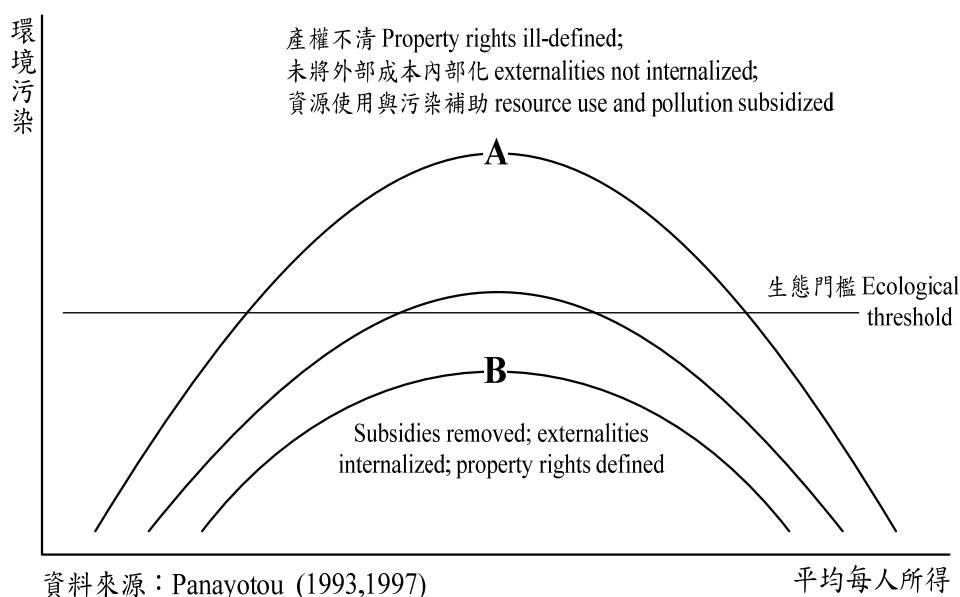 環境污染
產權不清 Property rights ill-defined;
未將外部成本內部化 externalities not internalized;
資源使用與污染補助 resource use and pollution subsidized
A
生態門檻 Ecological
threshold
B
Subsidies removed; externalities
internalized; property rights defined
資料來源：Panayotou (1993,1997)
平均每人所得